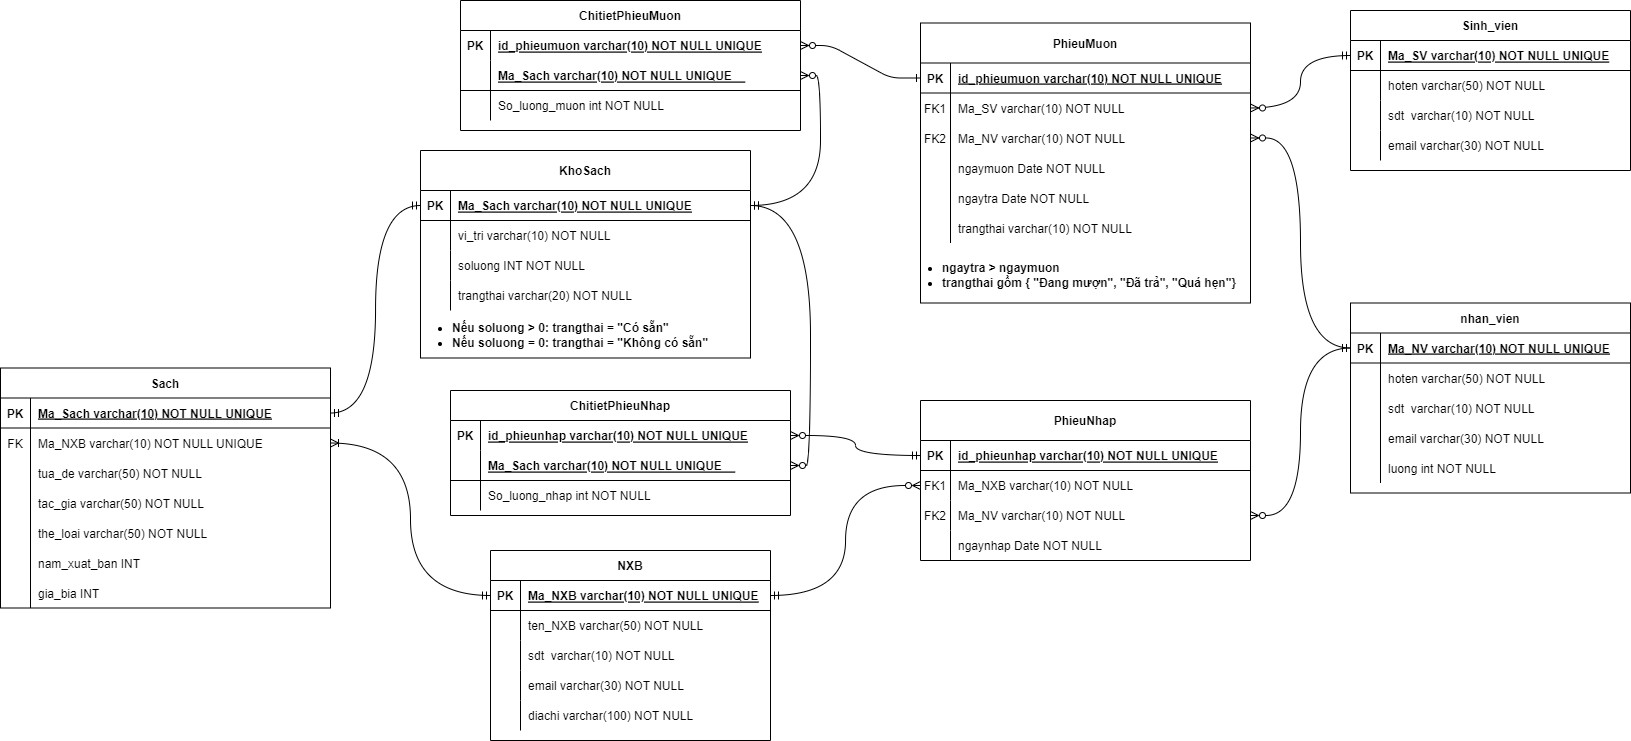 ChitietPhieuMuon
PK id_phieumuon varchar(10) NOT NULL UNIQUE
Ma_Sach varchar(10) NOT NULL UNIQUE
So_luong_muon int NOT NULL
PhieuMuon
PK id_phieumuon varchar(10) NOT NULL UNIQUE
FK1 Ma_SV varchar(10) NOT NULL
FK2 Ma_NV varchar(10) NOT NULL
ngaymuon Date NOT NULL
ngaytra Date NOT NULL
trangthai varchar(10) NOT NULL
• ngaytra > ngaymuon
• trangthai gồm { "Đang mượn", "Đã trả", "Quá hẹn"}
Sinh_vien
PK Ma_SV varchar(10) NOT NULL UNIQUE
hoten varchar(50) NOT NULL
sdt varchar(10) NOT NULL
email varchar(30) NOT NULL
KhoSach
PK Ma_Sach varchar(10) NOT NULL UNIQUE
vi_tri varchar(10) NOT NULL
soluong INT NOT NULL
trangthai varchar(20) NOT NULL
• Nếu soluong > 0: trangthai = "Có sẵn"
• Nếu soluong = 0: trangthai = "Không có sẵn"
nhan_vien
PK Ma_NV varchar(10) NOT NULL UNIQUE
hoten varchar(50) NOT NULL
sdt varchar(10) NOT NULL
email varchar(30) NOT NULL
luong int NOT NULL
Sach
PK Ma_Sach varchar(10) NOT NULL UNIQUE
FK Ma_NXB varchar(10) NOT NULL UNIQUE
tua_de varchar(50) NOT NULL
tac_gia varchar(50) NOT NULL
the_loai varchar(50) NOT NULL
nam_xuat_ban INT
gia_bia INT
ChitietPhieuNhap
PK id_phieunhap varchar(10) NOT NULL UNIQUE
Ma_Sach varchar(10) NOT NULL UNIQUE
So_luong_nhap int NOT NULL
PhieuNhap
PK id_phieunhap varchar(10) NOT NULL UNIQUE
FK1 Ma_NXB varchar(10) NOT NULL
FK2 Ma_NV varchar(10) NOT NULL
ngaynhap Date NOT NULL
NXB
PK Ma_NXB varchar(10) NOT NULL UNIQUE
ten_NXB varchar(50) NOT NULL
sdt varchar(10) NOT NULL
email varchar(30) NOT NULL
diachi varchar(100) NOT NULL